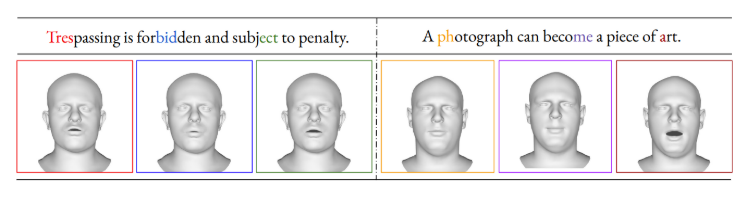 Trespassing is forbidden and subject to penalty.
A photograph can become a piece of art.